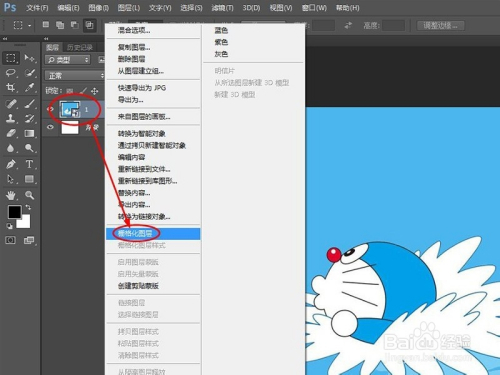 Ps 文件(F) 编辑(E) 图像(I) 图层(L) 文字(Y) 选择(S) 滤镜(T) 3D(D) 视图(V) 窗口(W) 帮助(H)
宽度: 高度: 调整边缘...
图层 历史记录
类型
正常
锁定:
1
混合选项...
复制图层...
删除图层
从图层建立组...
快速导出为 JPG
导出为...
来自图层的画板...
转换为智能对象
通过拷贝新建智能对象
编辑内容
重新链接到文件...
重新链接到库图形...
替换内容...
导出内容...
转换为链接对象...
栅格化图层
栅格化图层样式
启用图层蒙版
启用矢量蒙版
创建剪贴蒙版
链接图层
选择链接图层
拷贝图层样式
粘贴图层样式
清除图层样式
从隔离图层释放
蓝色
紫色
灰色
明信片
从所选图层新建 3D 模型
新建 3D 模型
Baidu 经验